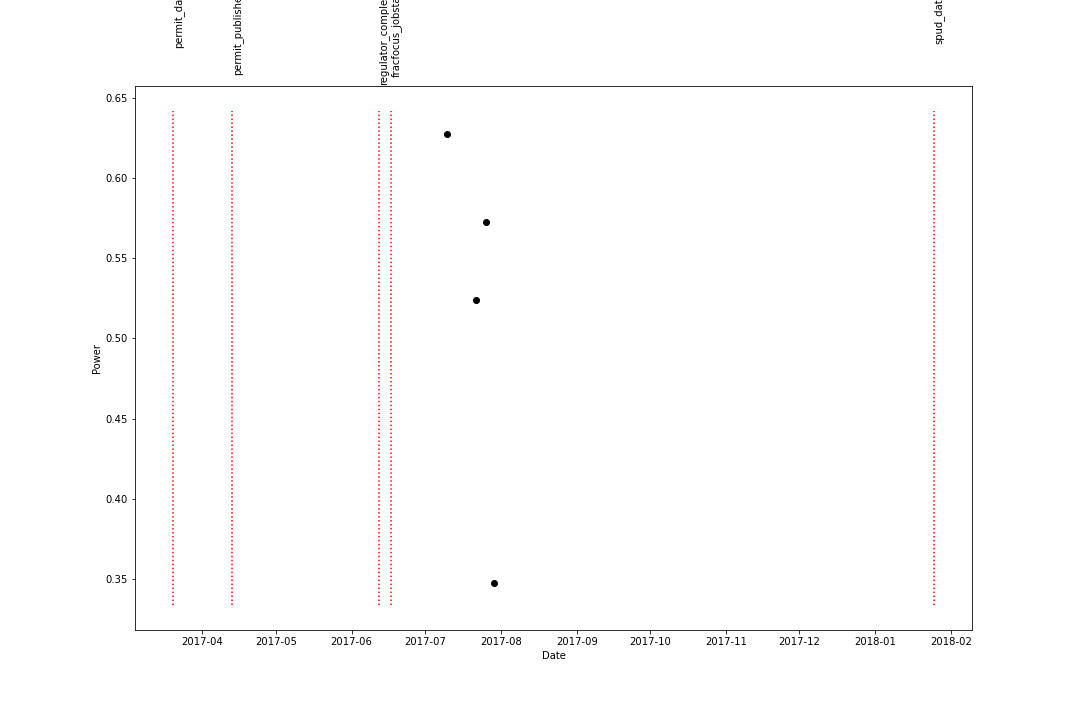 permit_da
permit_publishe
regulator_comple
fracfocus_jobsta
spud_dat
0.65
0.60
0.55
0.50
0.45
0.40
0.35
Power
2017-04 2017-05 2017-06 2017-07 2017-08 2017-09 2017-10 2017-11 2017-12 2018-01 2018-02
Date